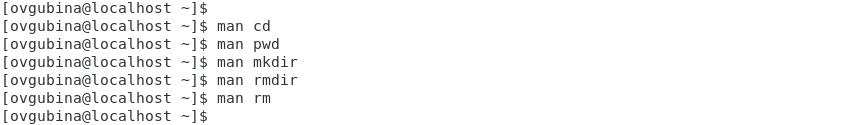 [ovgubina@localhost ~]$
[ovgubina@localhost ~]$ man cd
[ovgubina@localhost ~]$ man pwd
[ovgubina@localhost ~]$ man mkdir
[ovgubina@localhost ~]$ man rmdir
[ovgubina@localhost ~]$ man rm
[ovgubina@localhost ~]$